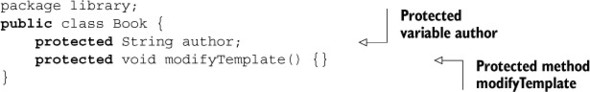 package library;
public class Book {
    protected String author;
    protected void modifyTemplate() {}
}
Protected
variable author
Protected method
modifyTemplate